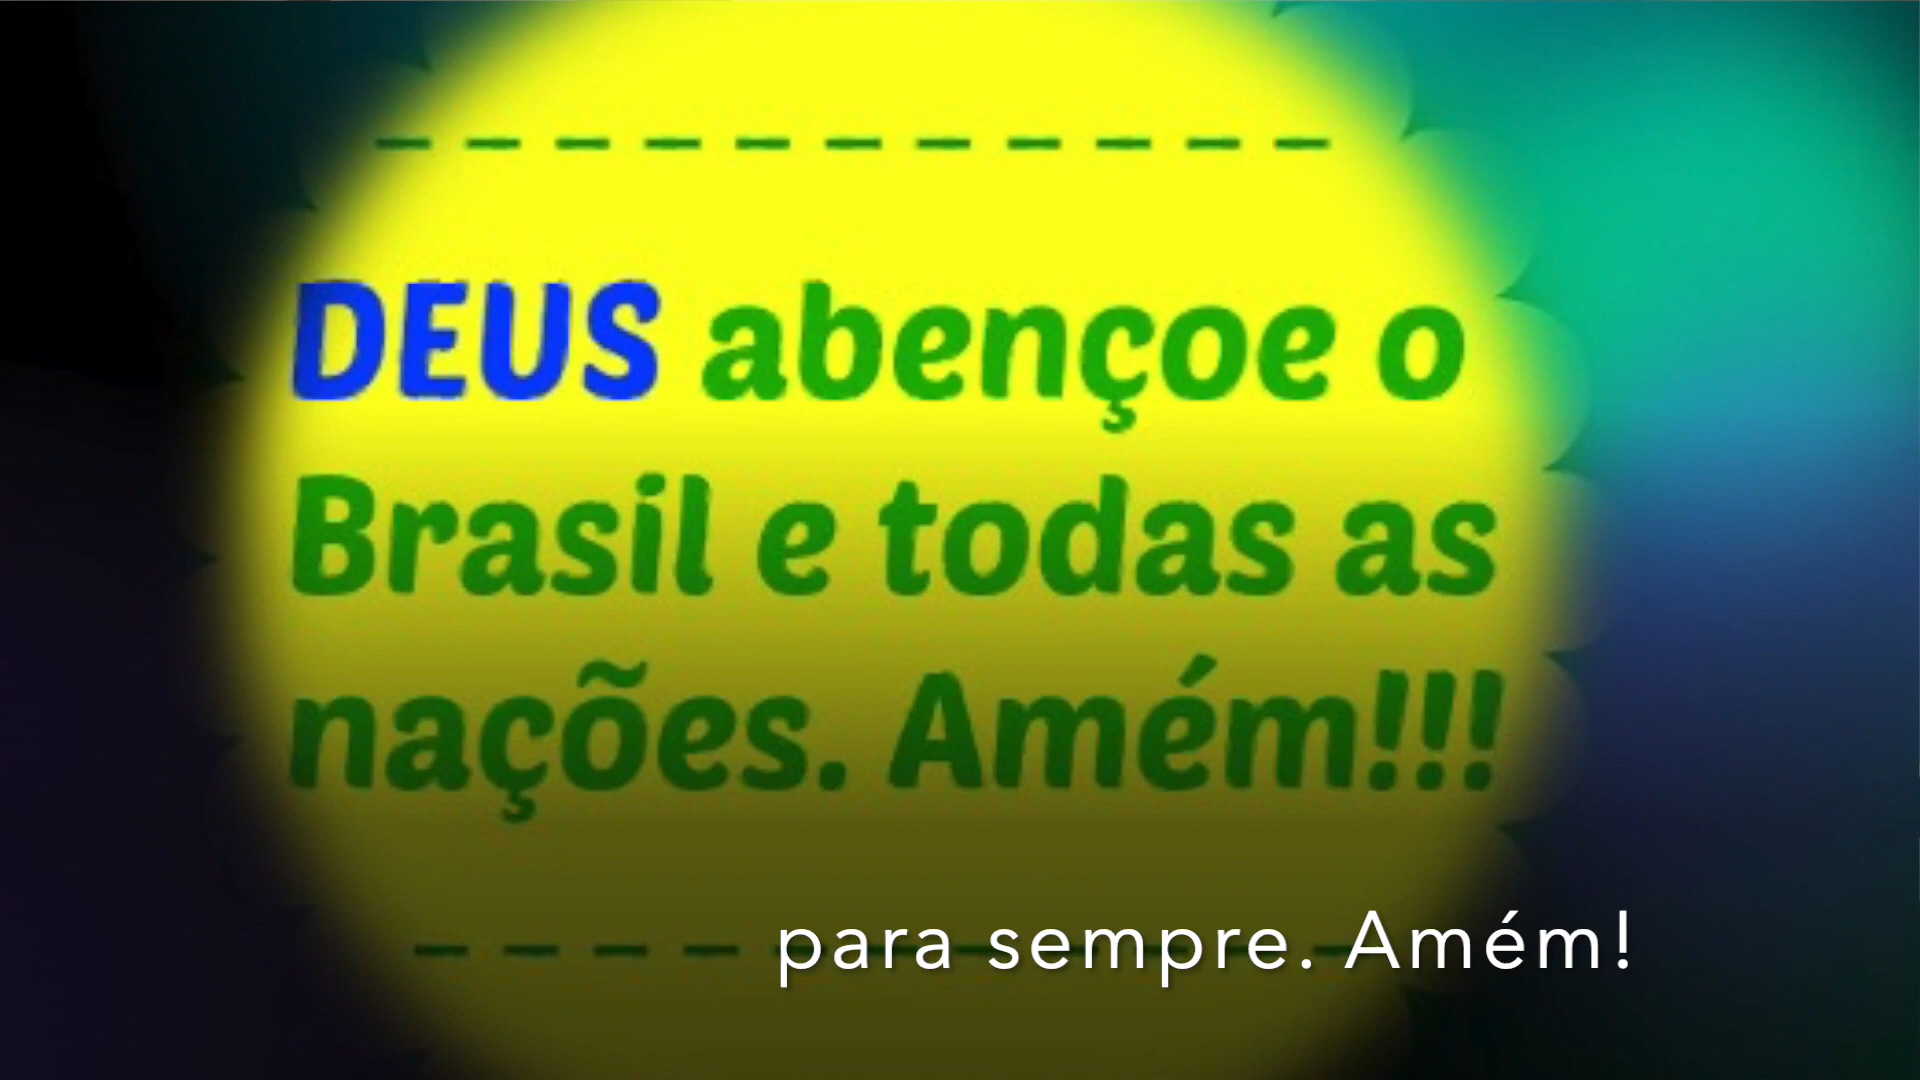 DEUS abençoe o
Brasil e todas as
nações. Amém!!!
para sempre. Amém!